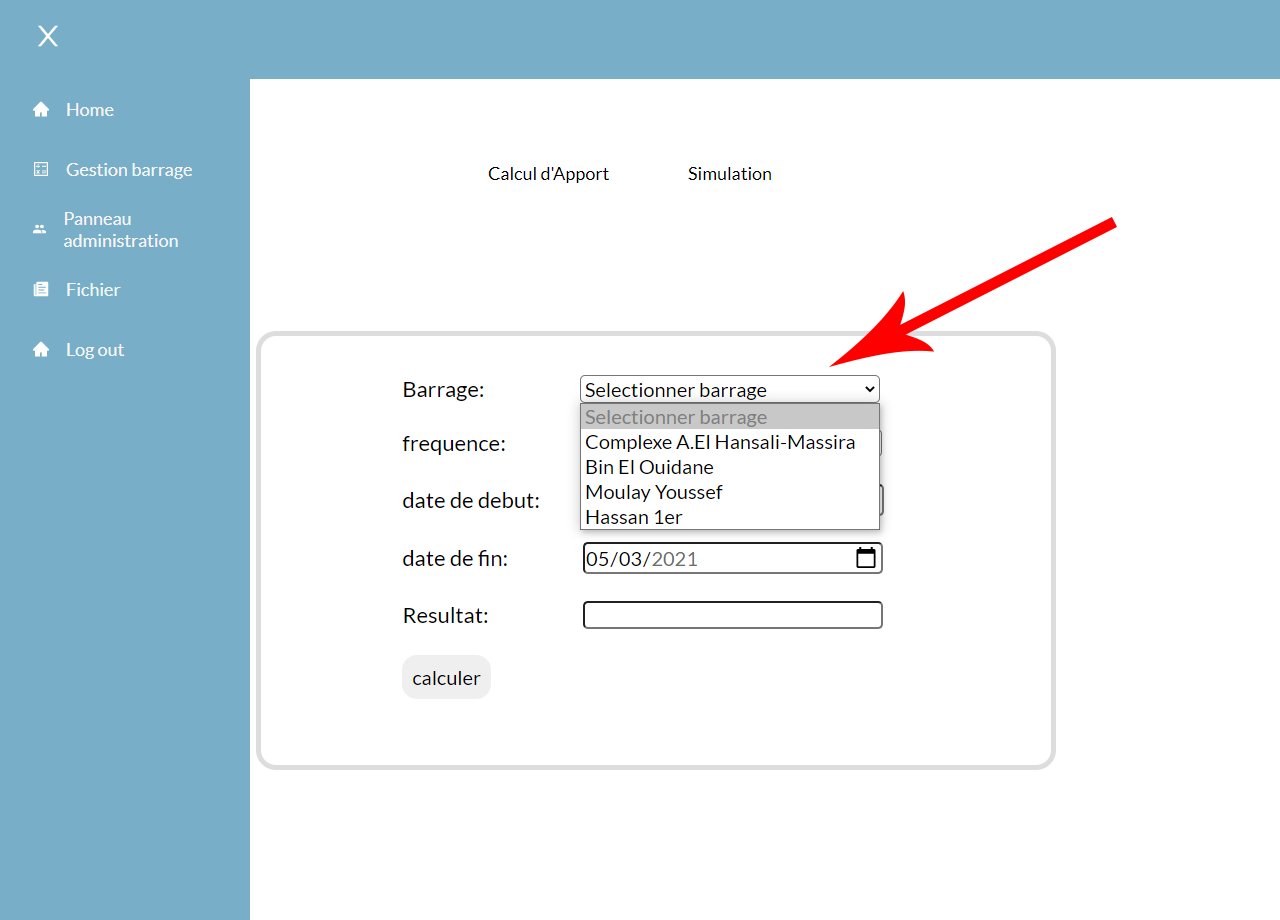 X
Home
Gestion barrage
Panneau
administration
Fichier
Log out
Calcul d'Apport
Simulation
Barrage:
Selectionner barrage
Selectionner barrage
Complexe A.El Hansali-Massira
Bin El Ouidane
Moulay Youssef
Hassan 1er
frequence:
date de debut:
date de fin:
05/03/2021
Resultat:
calculer